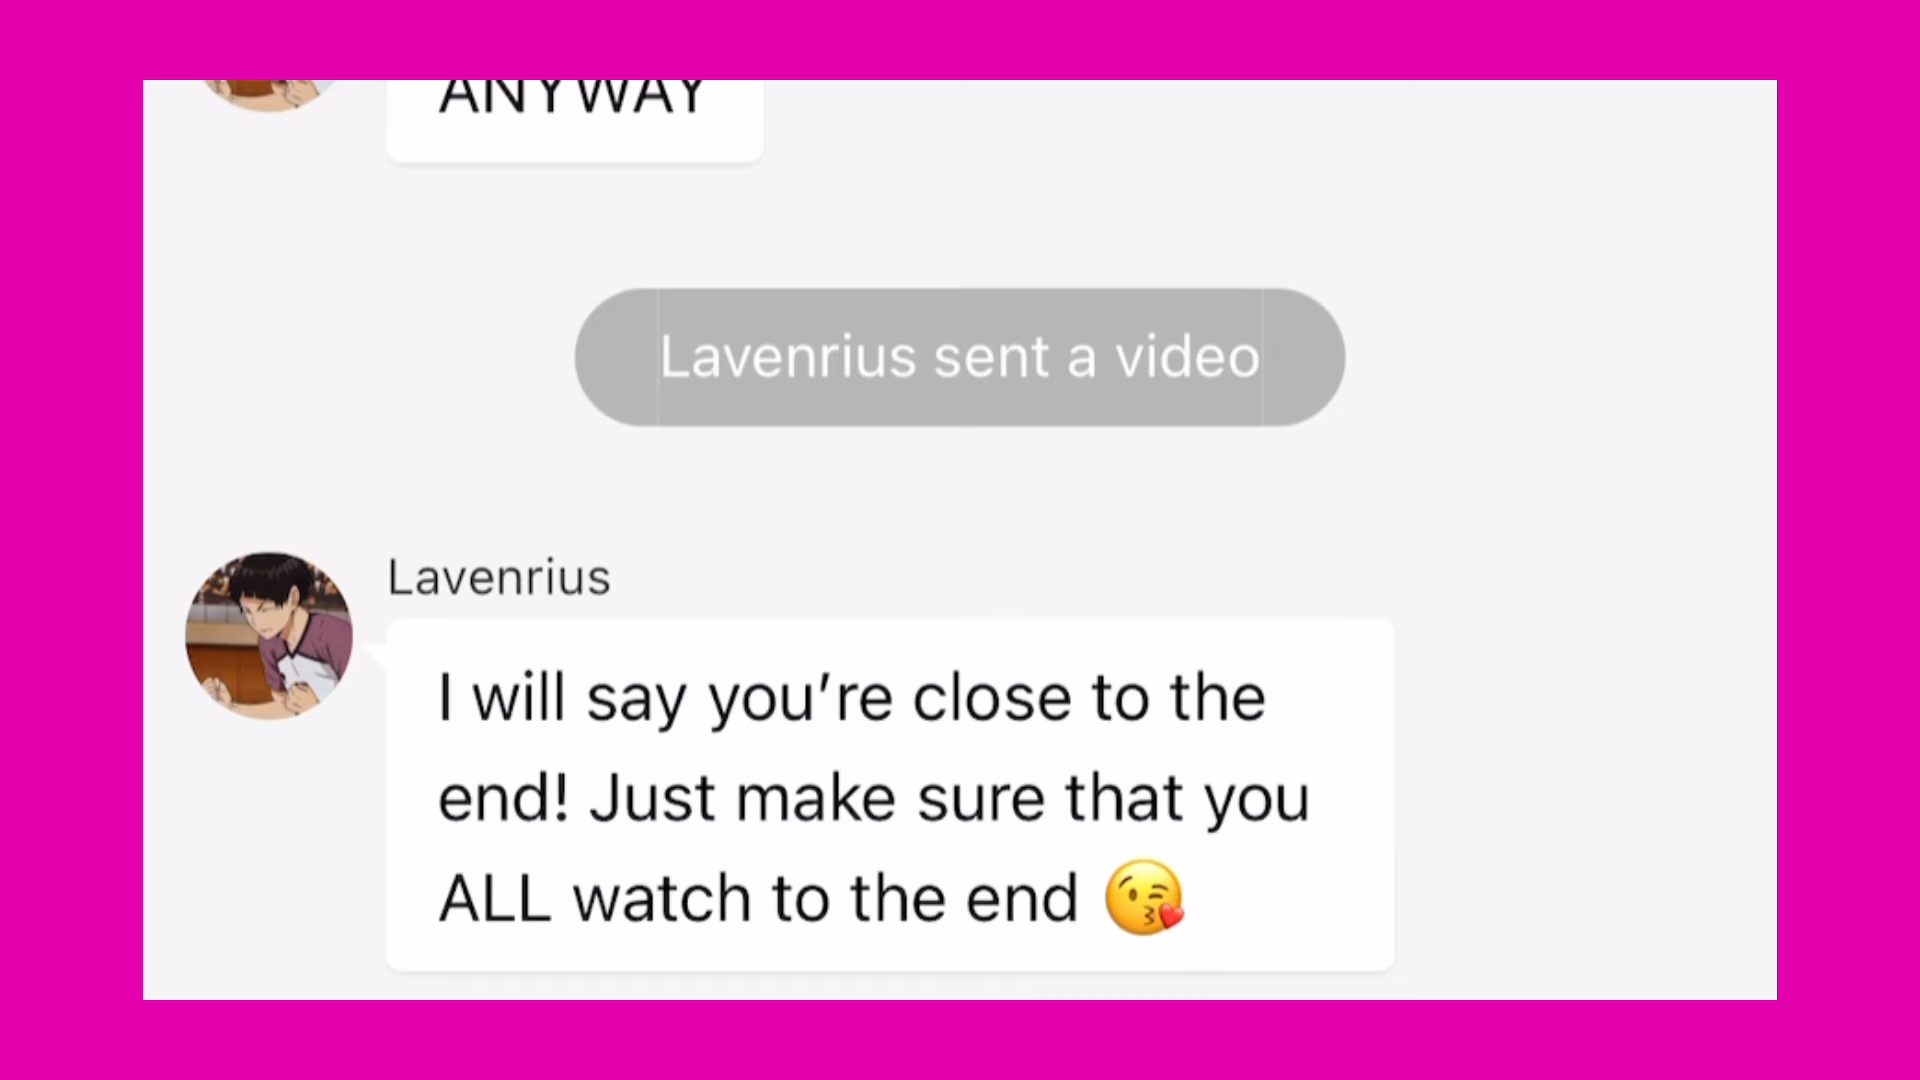 ANYWAY
Lavenrius sent a video
Lavenrius
I will say you’re close to the
end! Just make sure that you
ALL watch to the end 😘